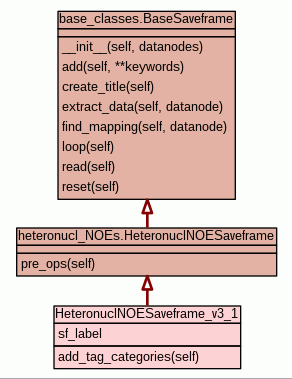 base_classes.BaseSaveframe
__init__(self, datanodes)
add(self, **keywords)
create_title(self)
extract_data(self, datanode)
find_mapping(self, datanode)
loop(self)
read(self)
reset(self)
heteronucl_NOEs.HeteronuclNOESaveframe
pre_ops(self)
HeteronuclNOESaveframe_v3_1
sf_label
add_tag_categories(self)